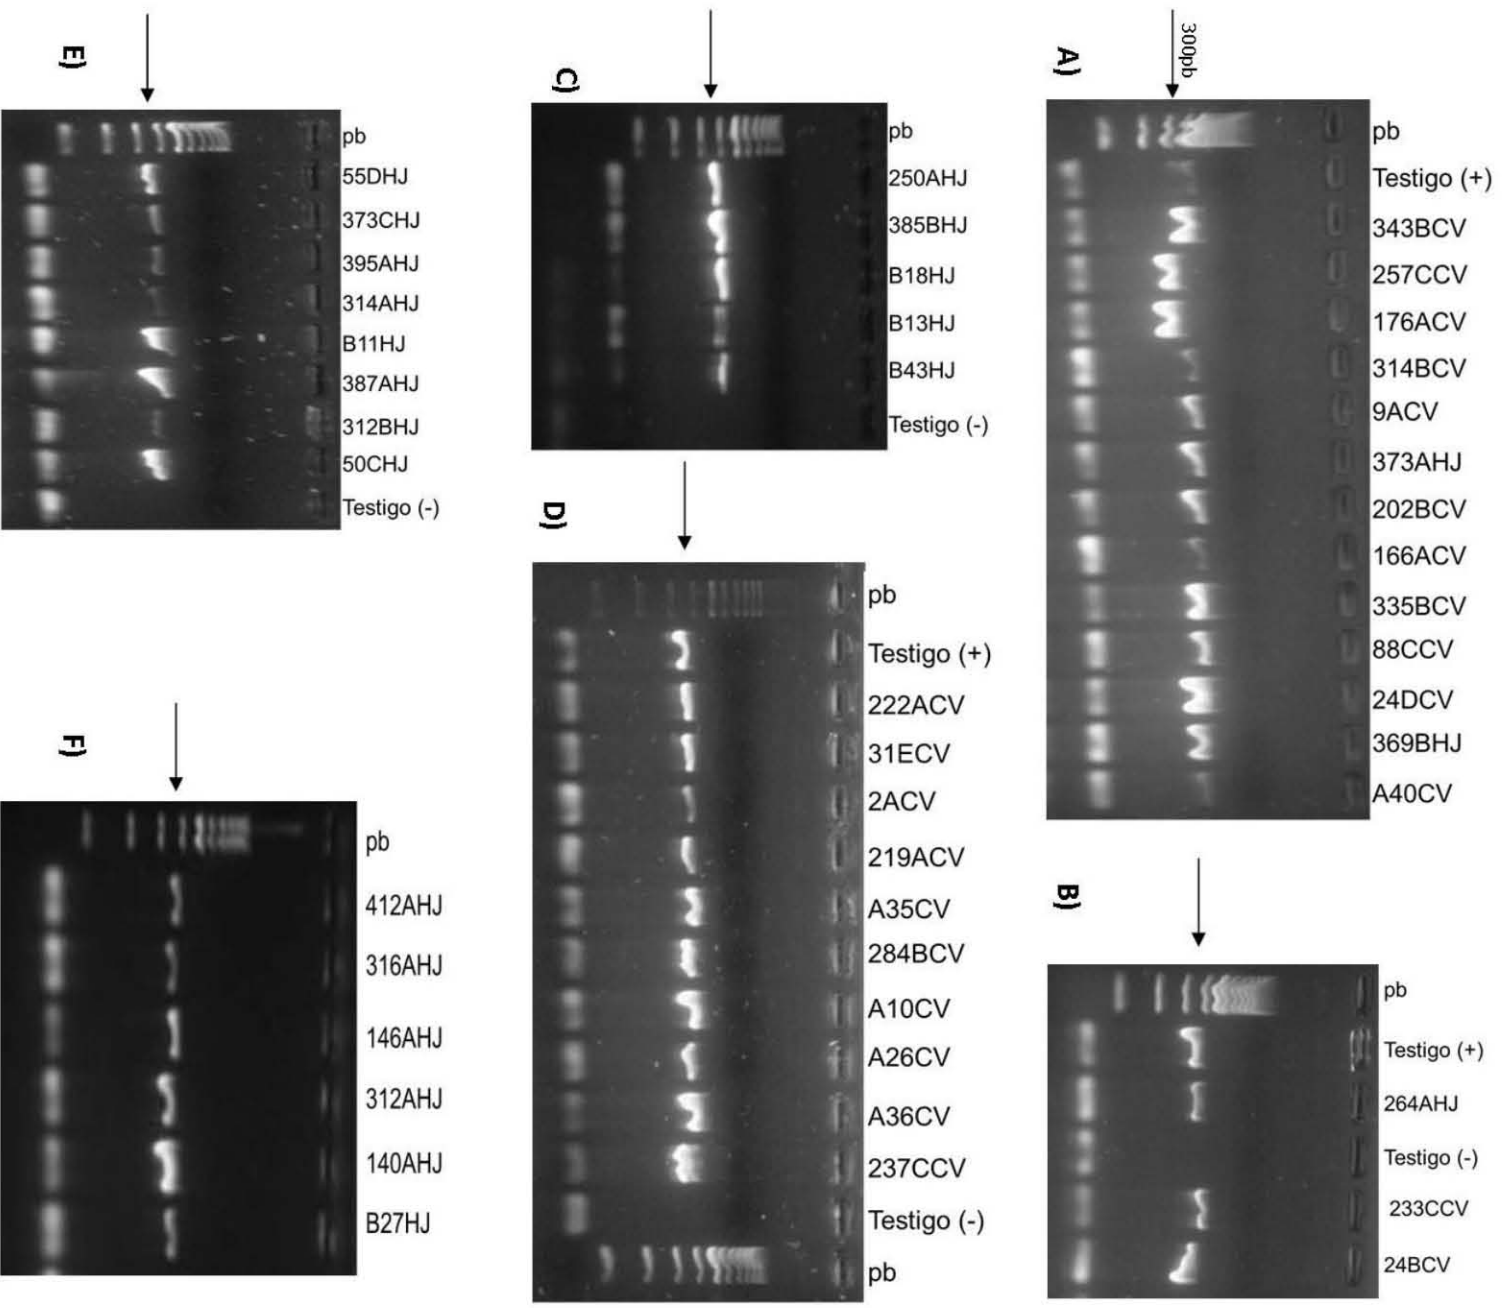 A)
300pb
pb
Testigo (+)
343BCV
257CCV
176ACV
314BCV
9ACV
373AHJ
202BCV
166ACV
335BCV
88CCV
24DCV
369BHJ
A40CV
B)
pb
Testigo (+)
264AHJ
Testigo (-)
233CCV
24BCV
C)
pb
250AHJ
385BHJ
B18HJ
B13HJ
B43HJ
Testigo (-)
D)
pb
Testigo (+)
222ACV
31ECV
2ACV
219ACV
A35CV
284BCV
A10CV
A26CV
A36CV
237CCV
Testigo (-)
pb
E)
pb
55DHJ
373CHJ
395AHJ
314AHJ
B11HJ
387AHJ
312BHJ
50CHJ
Testigo (-)
F)
pb
412AHJ
316AHJ
146AHJ
312AHJ
140AHJ
B27HJ